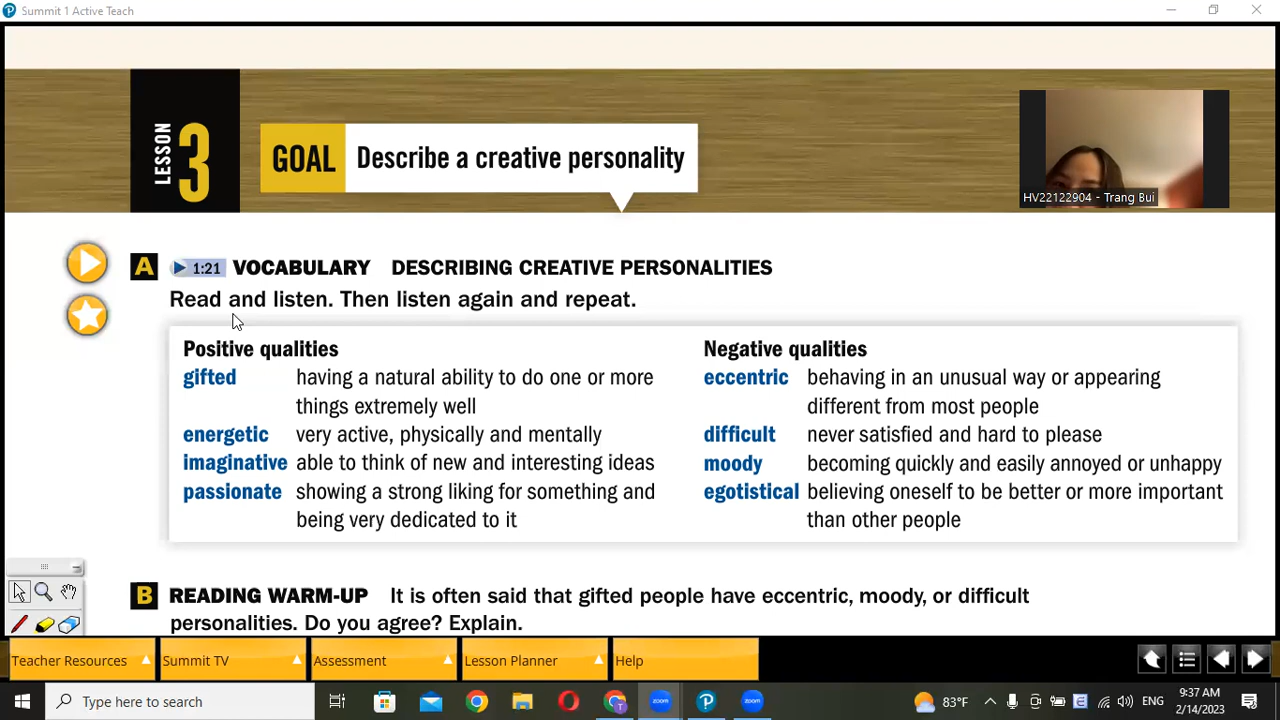 Summit 1 Active Teach
LESSON 3
GOAL Describe a creative personality
HV22122904 - Trang Bui
A 1:21 VOCABULARY DESCRIBING CREATIVE PERSONALITIES
Read and listen. Then listen again and repeat.
Positive qualities
gifted having a natural ability to do one or more
things extremely well
energetic very active, physically and mentally
imaginative able to think of new and interesting ideas
passionate showing a strong liking for something and
being very dedicated to it
Negative qualities
eccentric behaving in an unusual way or appearing
different from most people
difficult never satisfied and hard to please
moody becoming quickly and easily annoyed or unhappy
egotistical believing oneself to be better or more important
than other people
B READING WARM-UP It is often said that gifted people have eccentric, moody, or difficult
personalities. Do you agree? Explain.
Teacher Resources
Summit TV
Assessment
Lesson Planner
Help
Type here to search
zoom
zoom
83°F
ENG
9:37 AM
2/14/2023